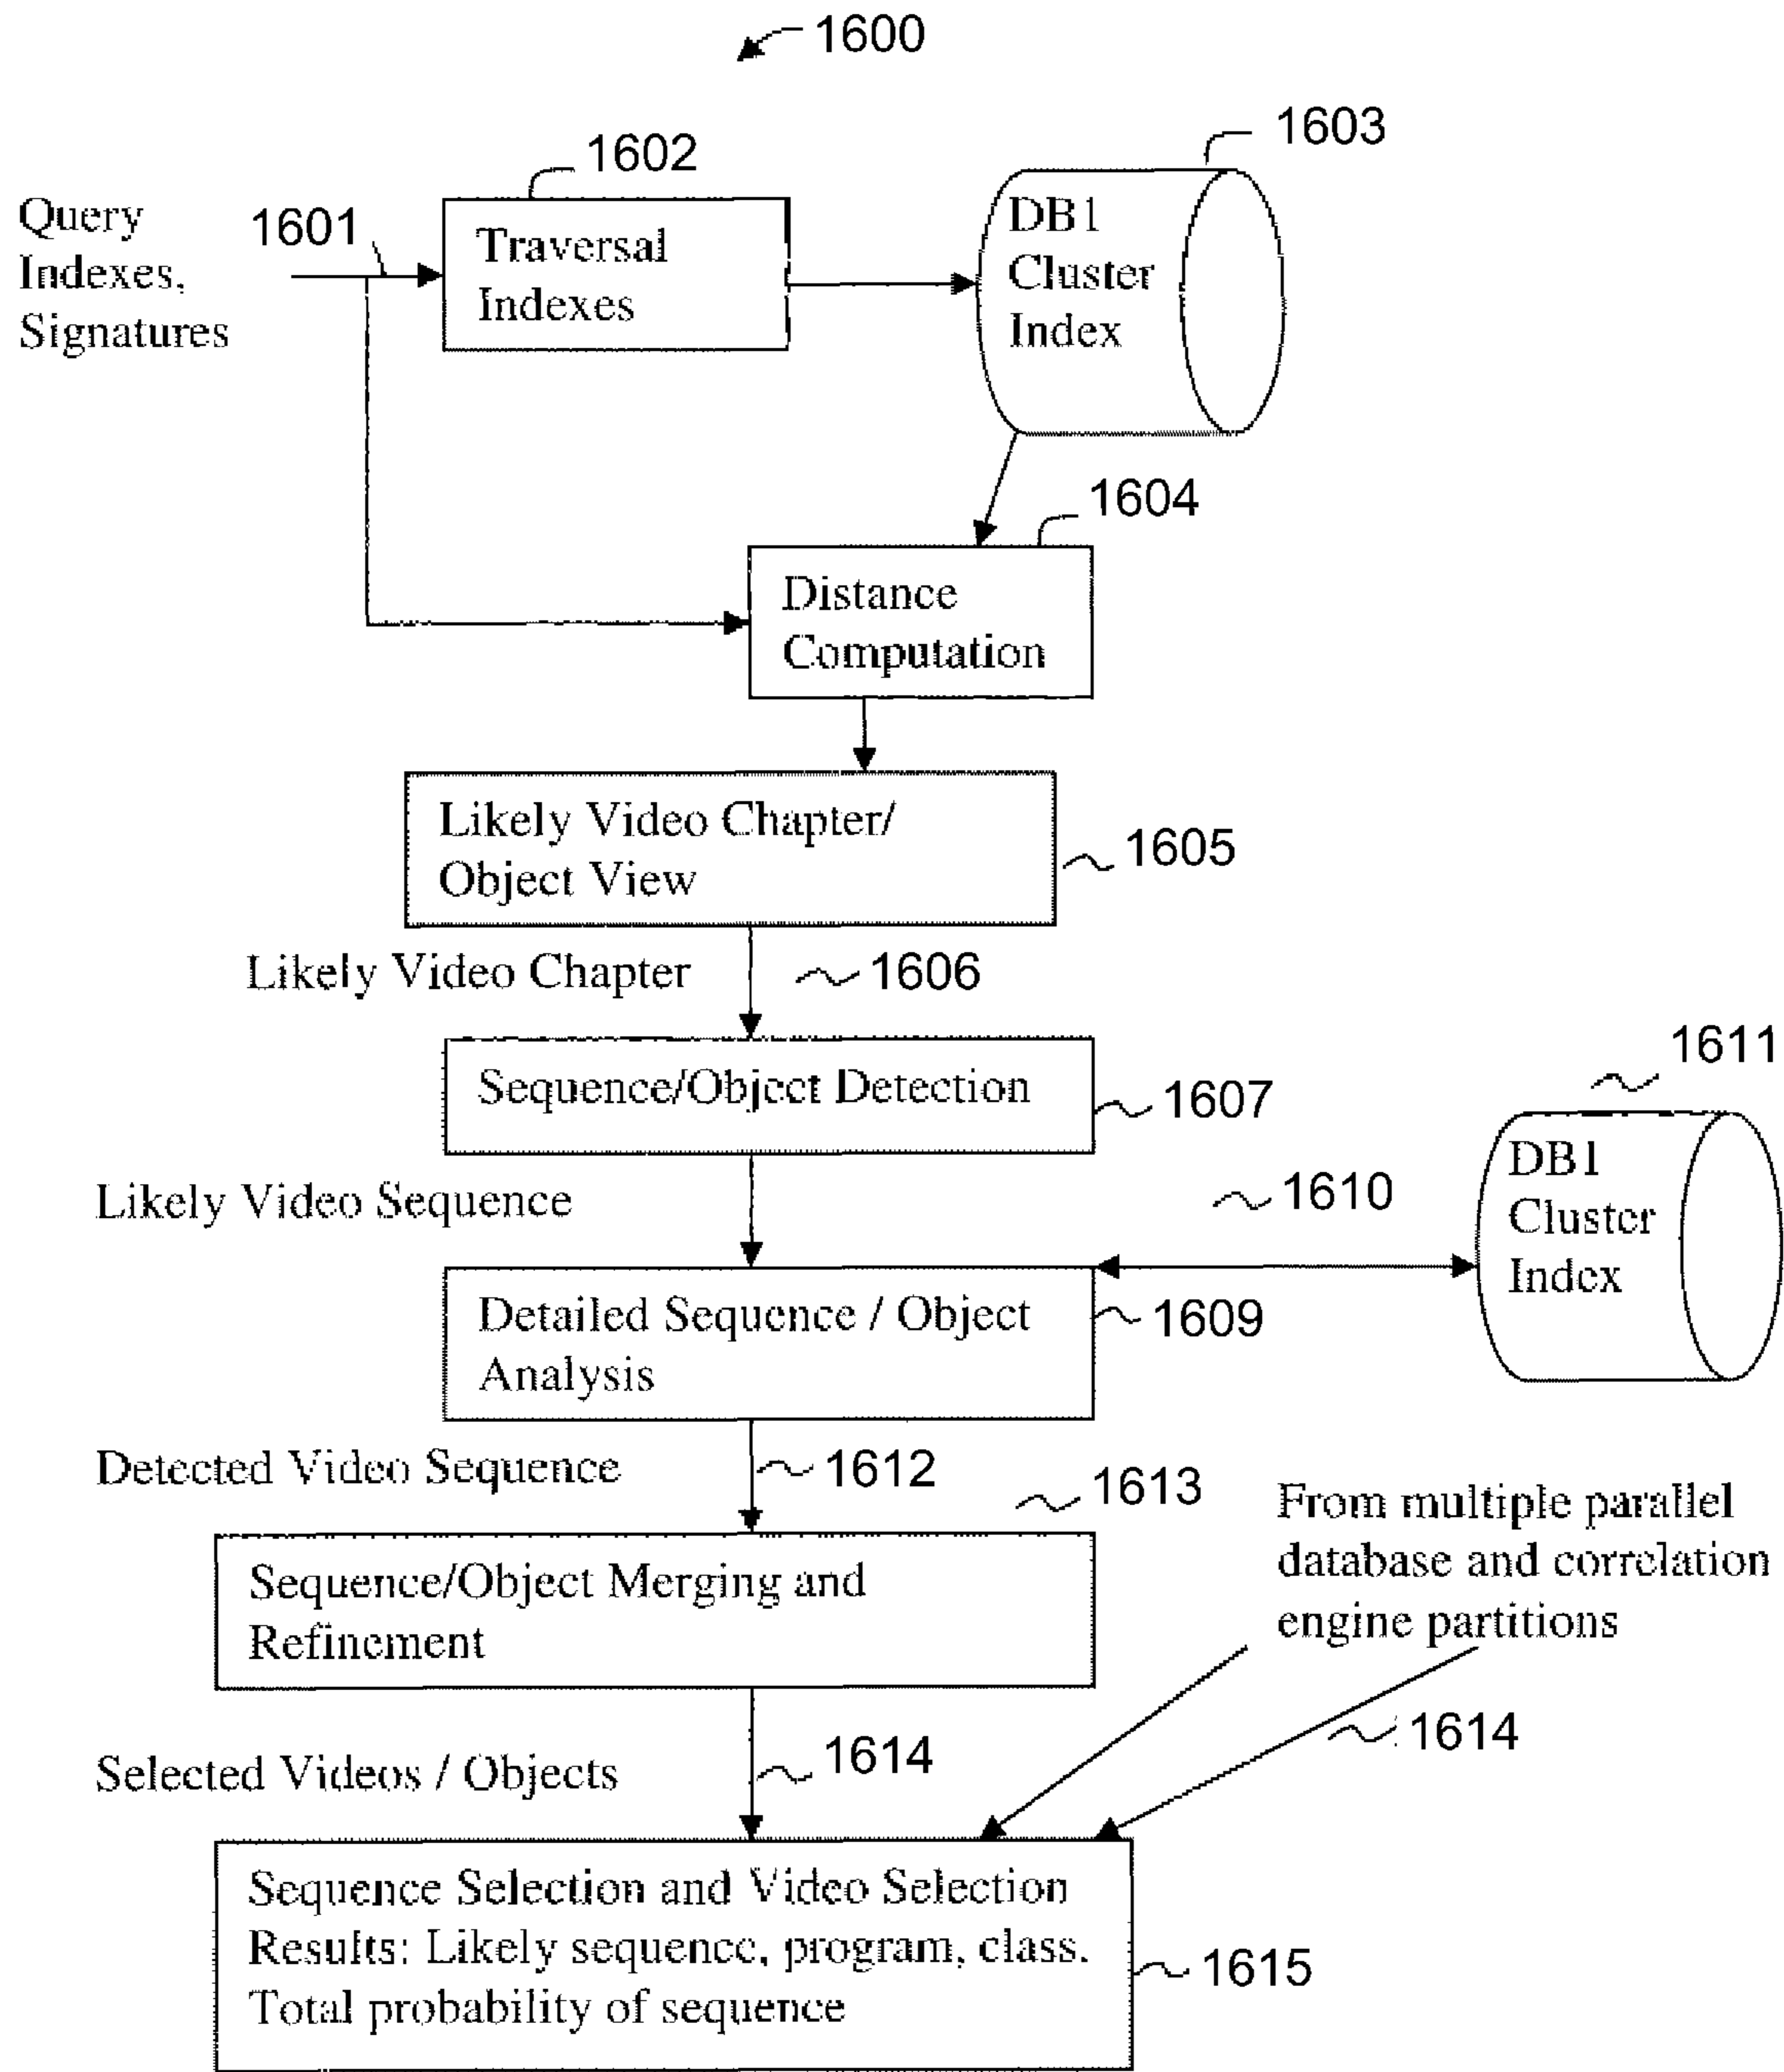 1600
1602
1603
Query
Indexes,
Signatures
1601
Traversal
Indexes
DB1
Cluster
Index
1604
Distance
Computation
Likely Video Chapter/
Object View
1605
Likely Video Chapter
1606
Sequence/Object Detection
1607
1611
DB1
Cluster
Index
Likely Video Sequence
1610
Detailed Sequence / Object
Analysis
1609
Detected Video Sequence
1612
1613
From multiple parallel
database and correlation
engine partitions
Sequence/Object Merging and
Refinement
Selected Videos / Objects
1614
1614
Sequence Selection and Video Selection
Results: Likely sequence, program, class.
Total probability of sequence
1615